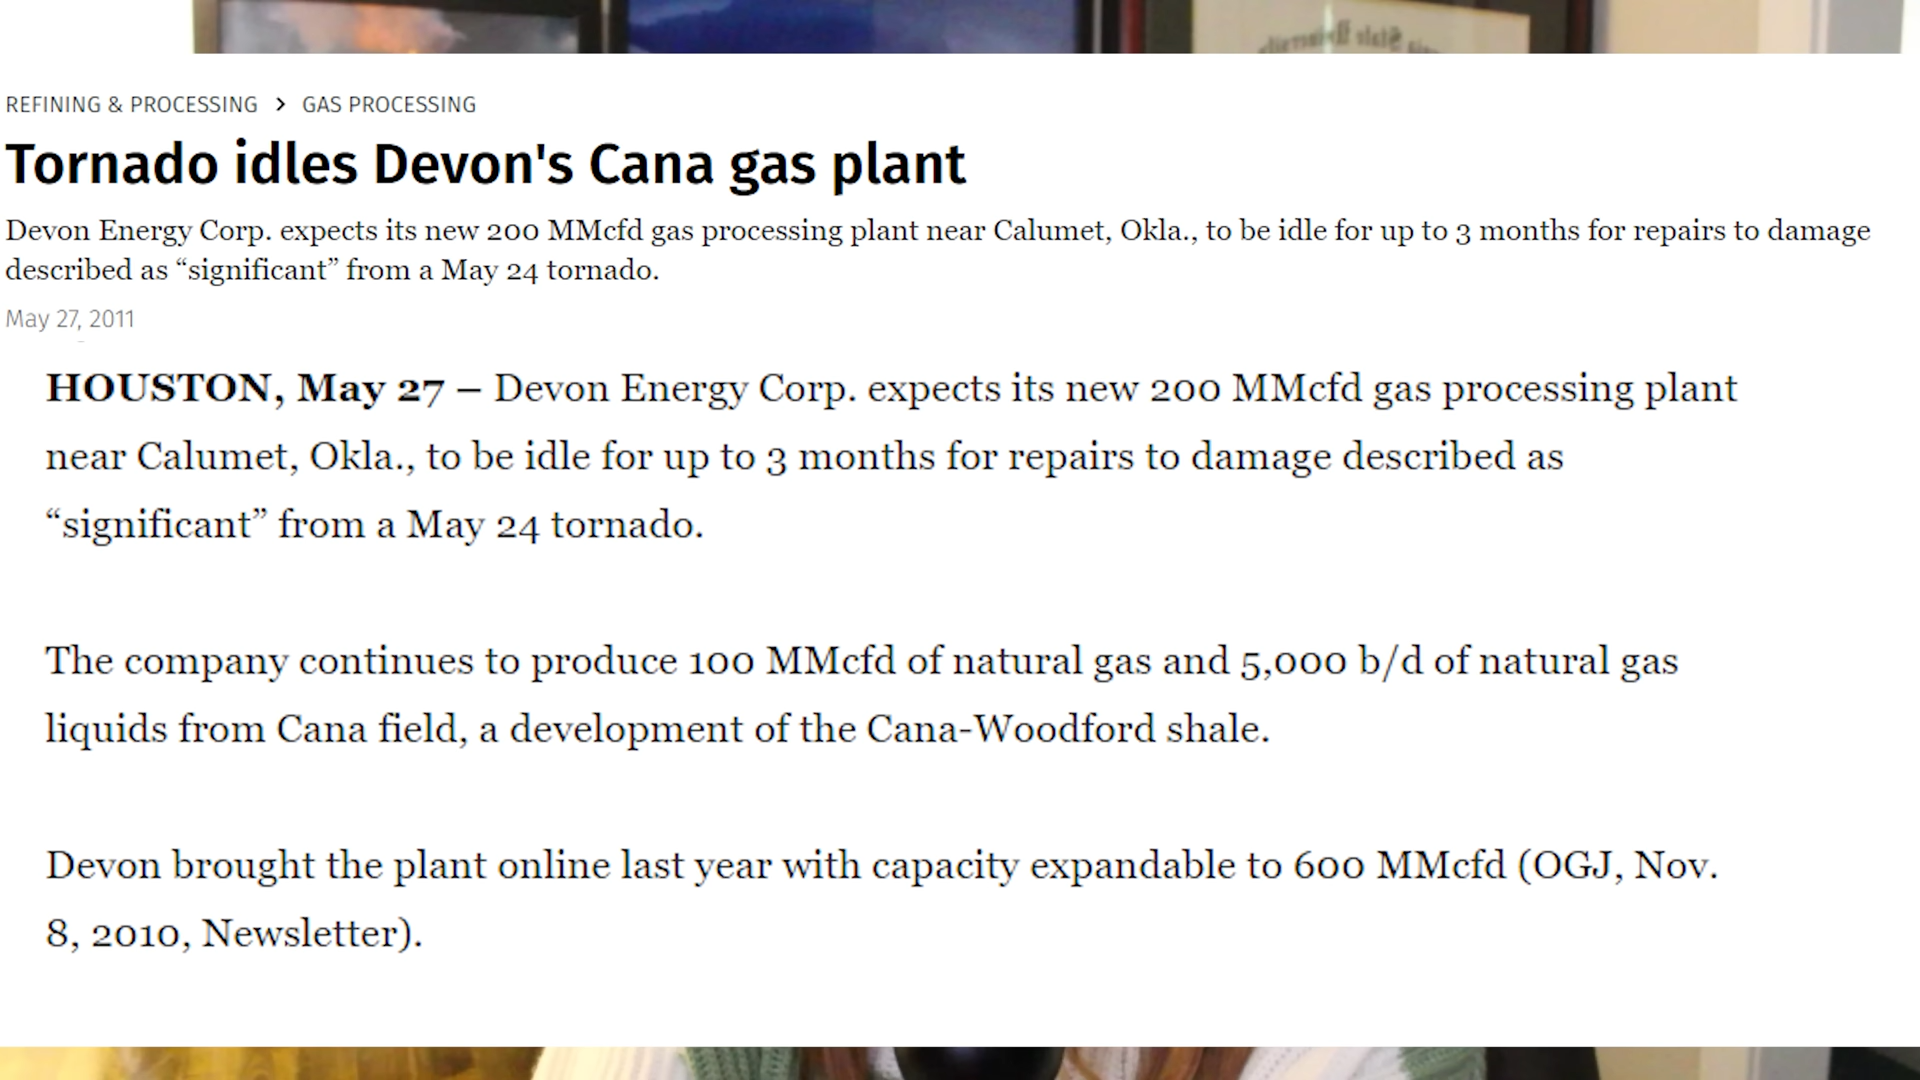 REFINING & PROCESSING > GAS PROCESSING
Tornado idles Devon's Cana gas plant
Devon Energy Corp. expects its new 200 MMcfd gas processing plant near Calumet, Okla., to be idle for up to 3 months for repairs to damage
described as “significant” from a May 24 tornado.
May 27, 2011
HOUSTON, May 27 – Devon Energy Corp. expects its new 200 MMcfd gas processing plant
near Calumet, Okla., to be idle for up to 3 months for repairs to damage described as
“significant” from a May 24 tornado.
The company continues to produce 100 MMcfd of natural gas and 5,000 b/d of natural gas
liquids from Cana field, a development of the Cana-Woodford shale.
Devon brought the plant online last year with capacity expandable to 600 MMcfd (OGJ, Nov.
8, 2010, Newsletter).